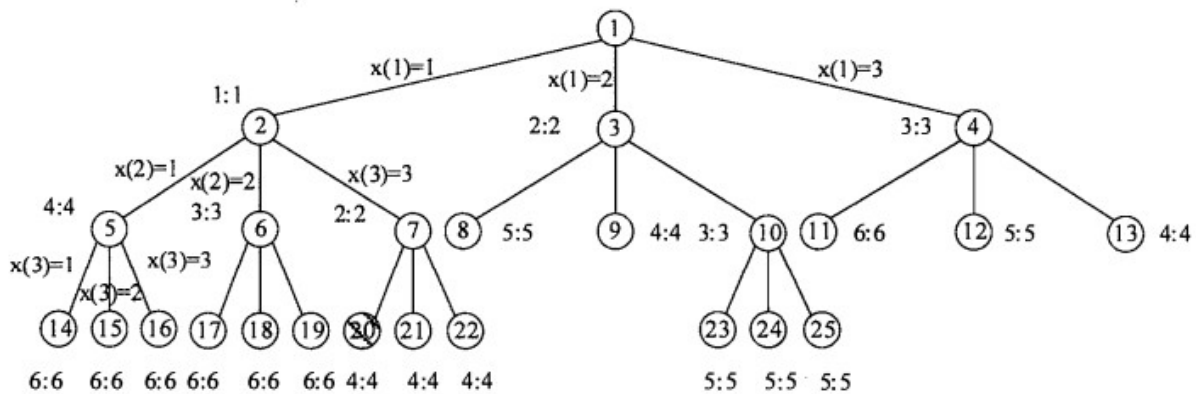 1
x(1)=1 x(1)=2 x(1)=3
1:1 2 2:2 3 3:3 4
x(2)=1 x(2)=2 x(3)=3
4:4 5 3:3 6 2:2 7 8 5:5 9 4:4 3:3 10 11 6:6 12 5:5 13 4:4
x(3)=1 x(3)=2 x(3)=3
14 15 16 17 18 19 20 21 22 23 24 25
6:6 6:6 6:6 6:6 6:6 6:6 4:4 4:4 4:4 5:5 5:5 5:5